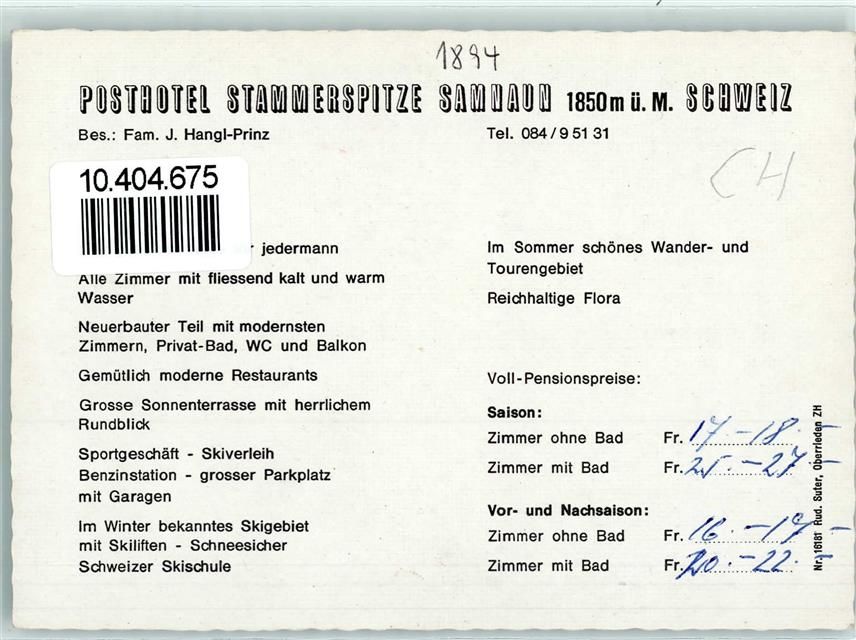 1894
POSTHOTEL STAMMERSPITZE SAMNAUN 1850 m ü. M. SCHWEIZ
Bes.: Fam. J. Hangl-Prinz
Tel. 084 / 9 51 31
CH
10.404.675
jedermann
Alle Zimmer mit fliessend kalt und warm
Wasser
Neuerbauter Teil mit modernsten
Zimmern, Privat-Bad, WC und Balkon
Gemütlich moderne Restaurants
Grosse Sonnenterrasse mit herrlichem
Rundblick
Sportgeschäft - Skiverleih
Benzinstation - grosser Parkplatz
mit Garagen
Im Winter bekanntes Skigebiet
mit Skiliften - Schneesicher
Schweizer Skischule
Im Sommer schönes Wander- und
Tourengebiet
Reichhaltige Flora
Voll-Pensionspreise:
Saison:
Zimmer ohne Bad Fr. 17.-18.-
Zimmer mit Bad Fr. 25.-27.-
Vor- und Nachsaison:
Zimmer ohne Bad Fr. 16.-17.-
Zimmer mit Bad Fr. 20.-22.-
Nr. 16181 Rud. Suter, Oberrieden ZH